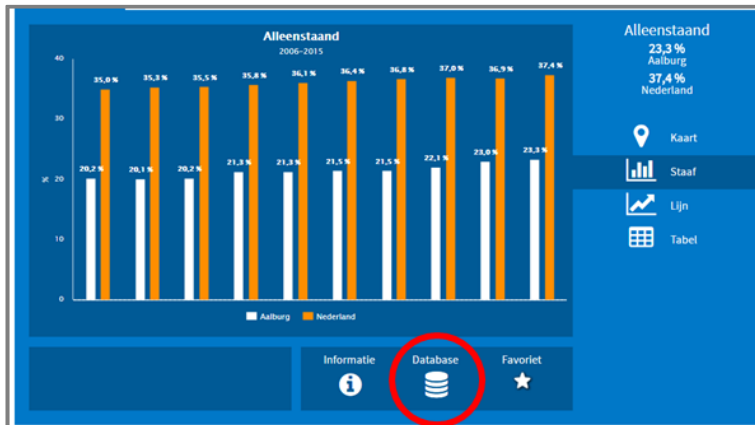 Alleenstaand
2006-2015
40
35,0 % 35,3 % 35,5 % 35,8 % 36,1 % 36,4 % 36,8 % 37,0 % 36,9 % 37,4 %
30
20,2 % 20,1 % 20,2 % 21,3 % 21,3 % 21,5 % 21,5 % 22,1 % 23,0 % 23,3 %
%
20
10
0
Aalburg Nederland
Informatie Database Favoriet
Alleenstaand
23,3 %
Aalburg
37,4 %
Nederland
Kaart
Staaf
Lijn
Tabel